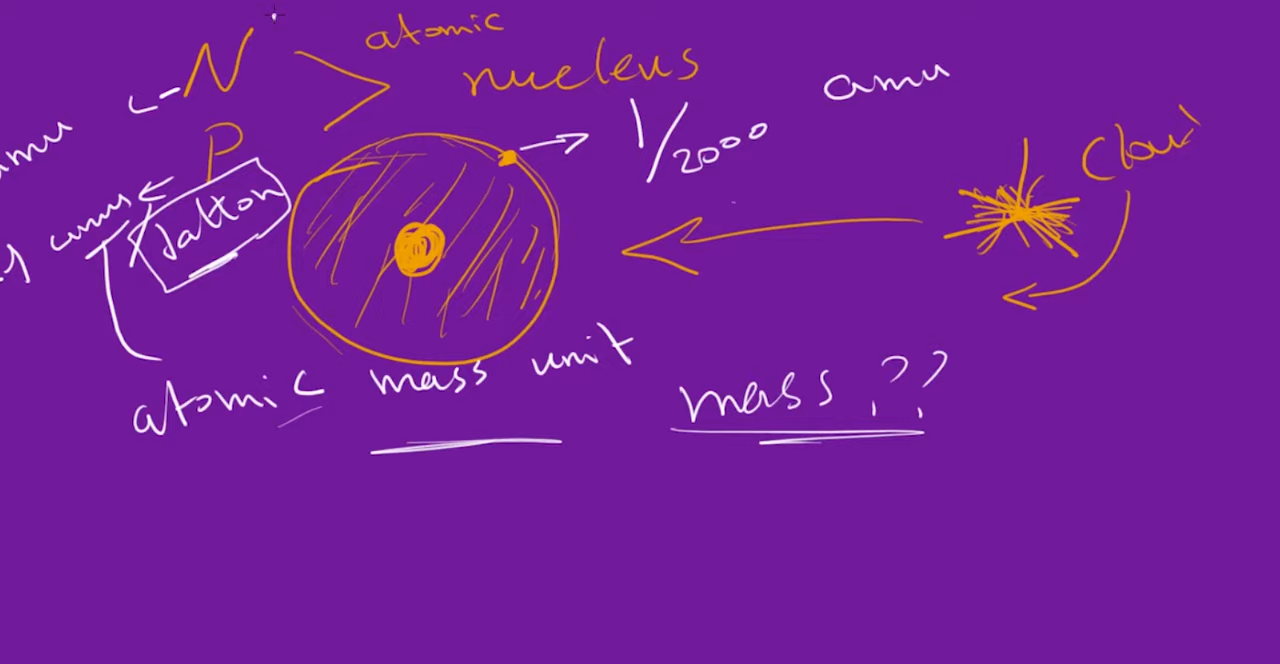 atomic
N > nucleus
amu
amu
P
1/2000
Cloud
amu
Dalton
atomic mass unit
mass ??